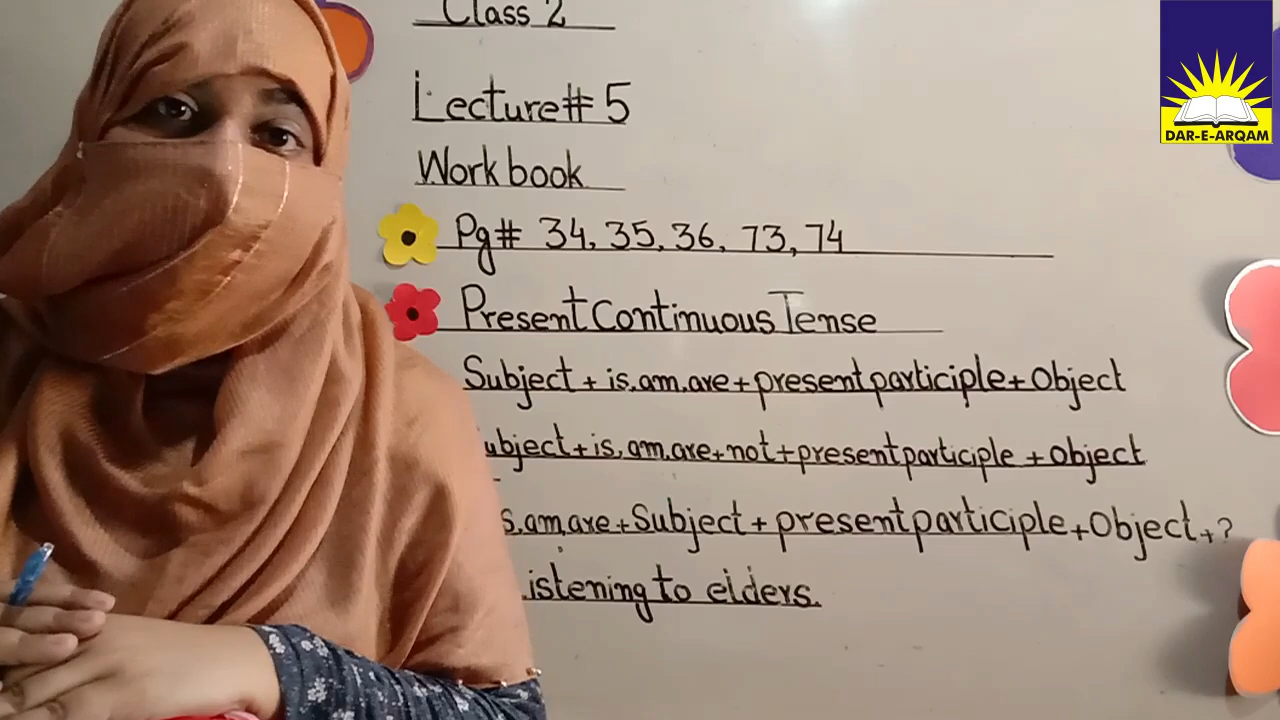 Class 2
Lecture# 5
Work book
Pg# 34, 35, 36, 73, 74
Present Continuous Tense
Subject + is, am, are + present participle + Object
ubject + is, am, are + not + present participle + object
s, am, are + Subject + present participle + Object + ?
istening to elders.
DAR-E-ARQAM